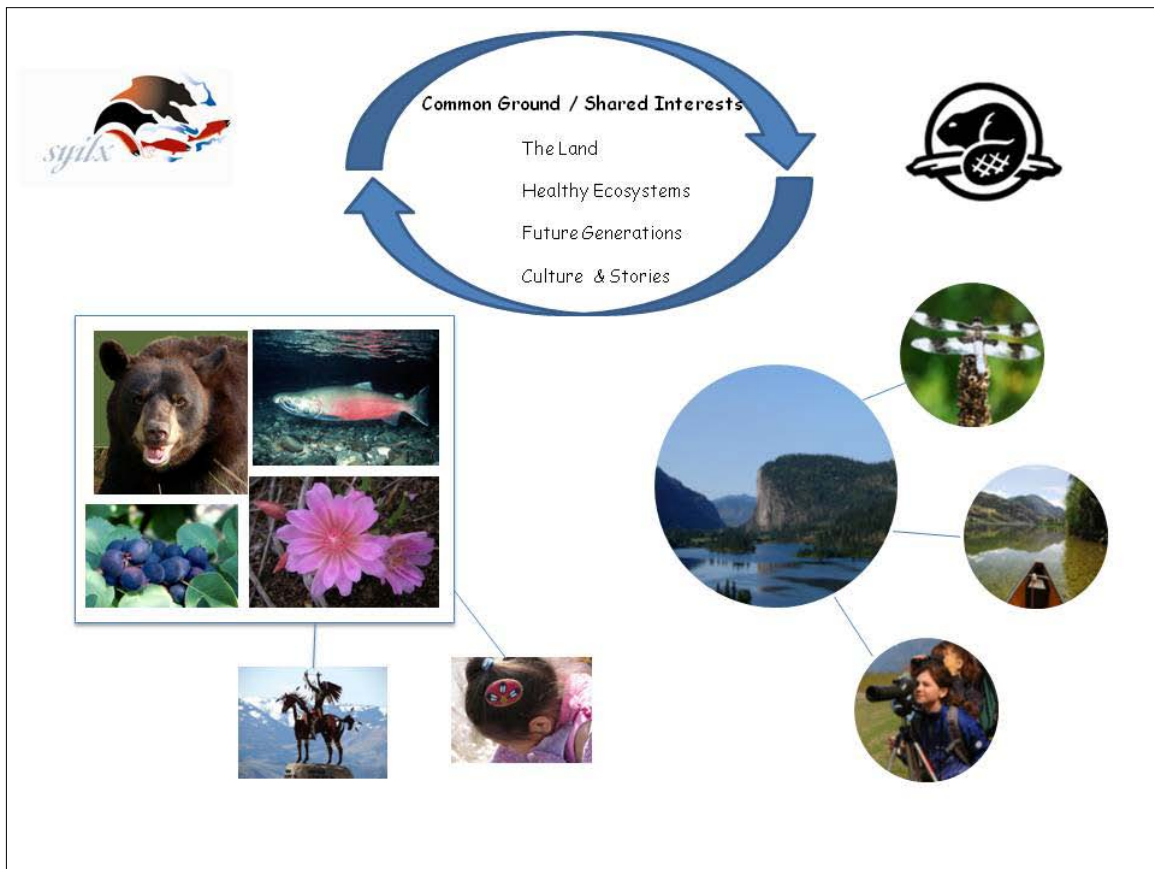 syilx
Common Ground / Shared Interests
The Land
Healthy Ecosystems
Future Generations
Culture & Stories